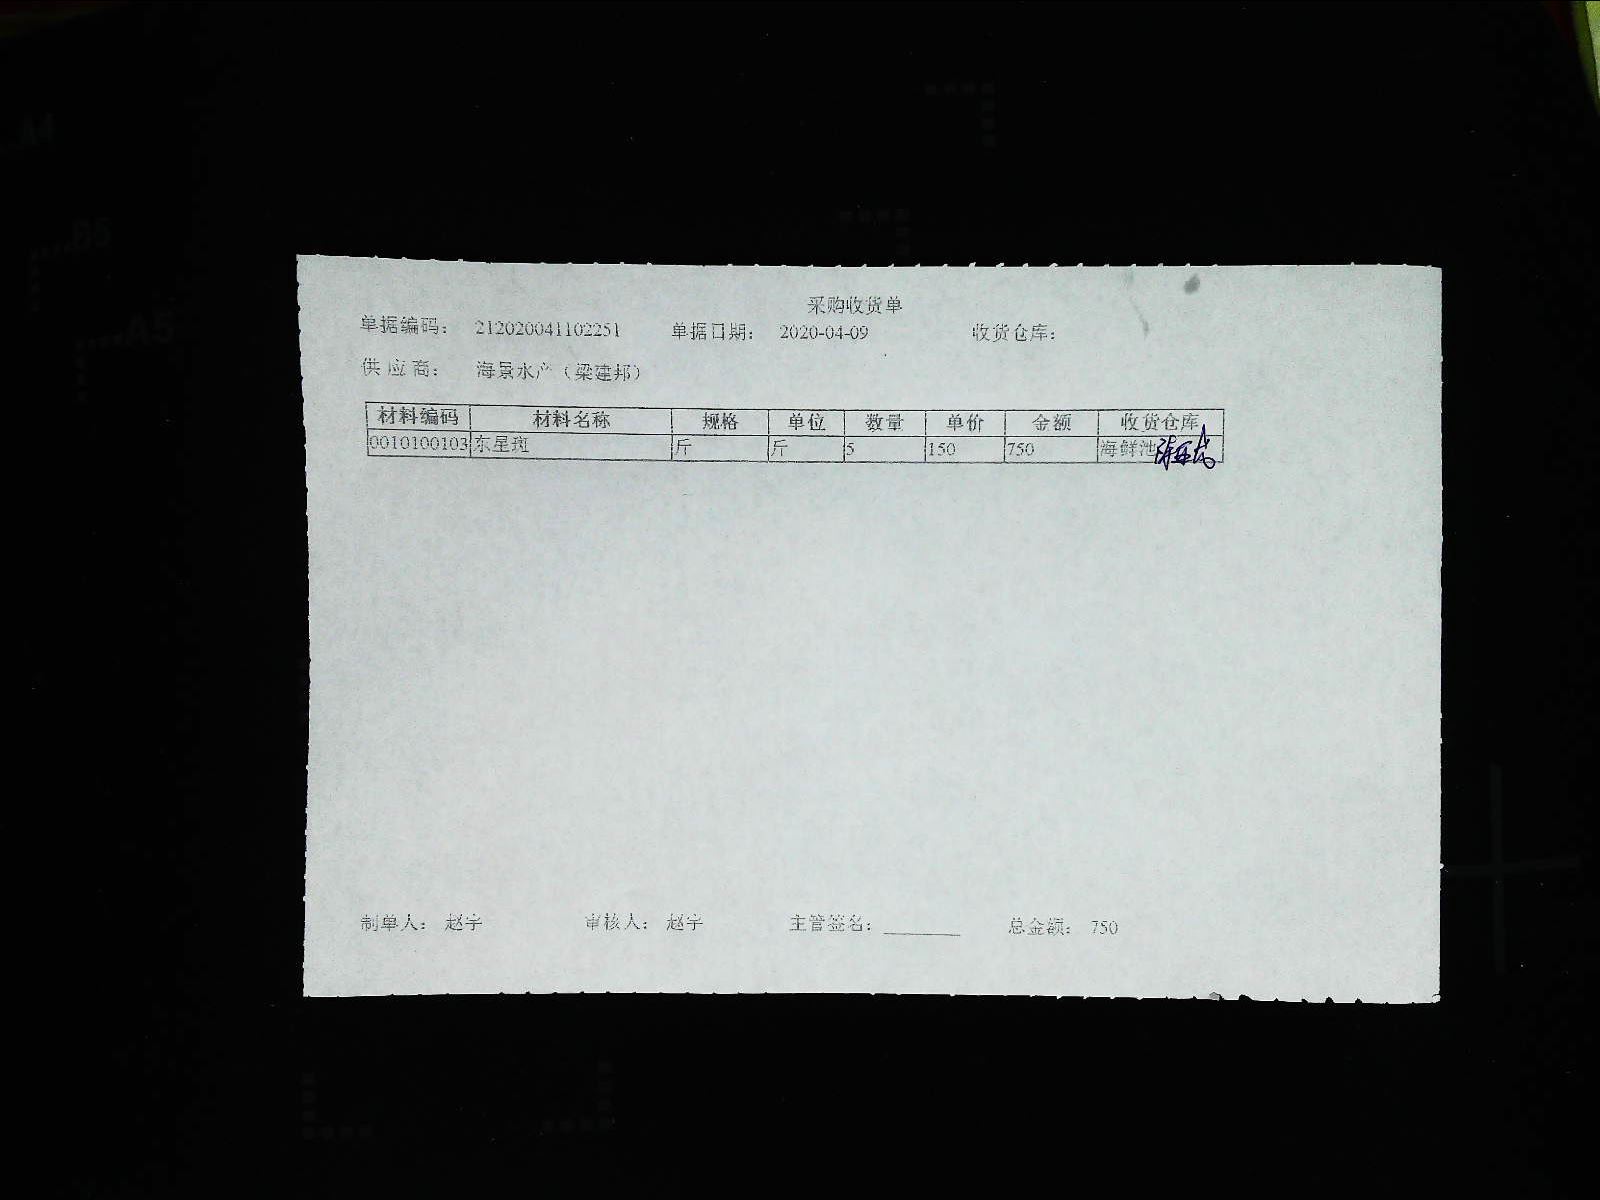 采购收货单
单据编码： 212020041102251 单据日期： 2020-04-09 收货仓库：
供 应 商： 海景水产（梁建邦）
材料编码 材料名称 规格 单位 数量 单价 金额 收货仓库
0010100103 东星斑 斤 斤 5 150 750 海鲜池
制单人： 赵宇 审核人： 赵宇 主管签名： 总金额： 750
A4
B5
A5